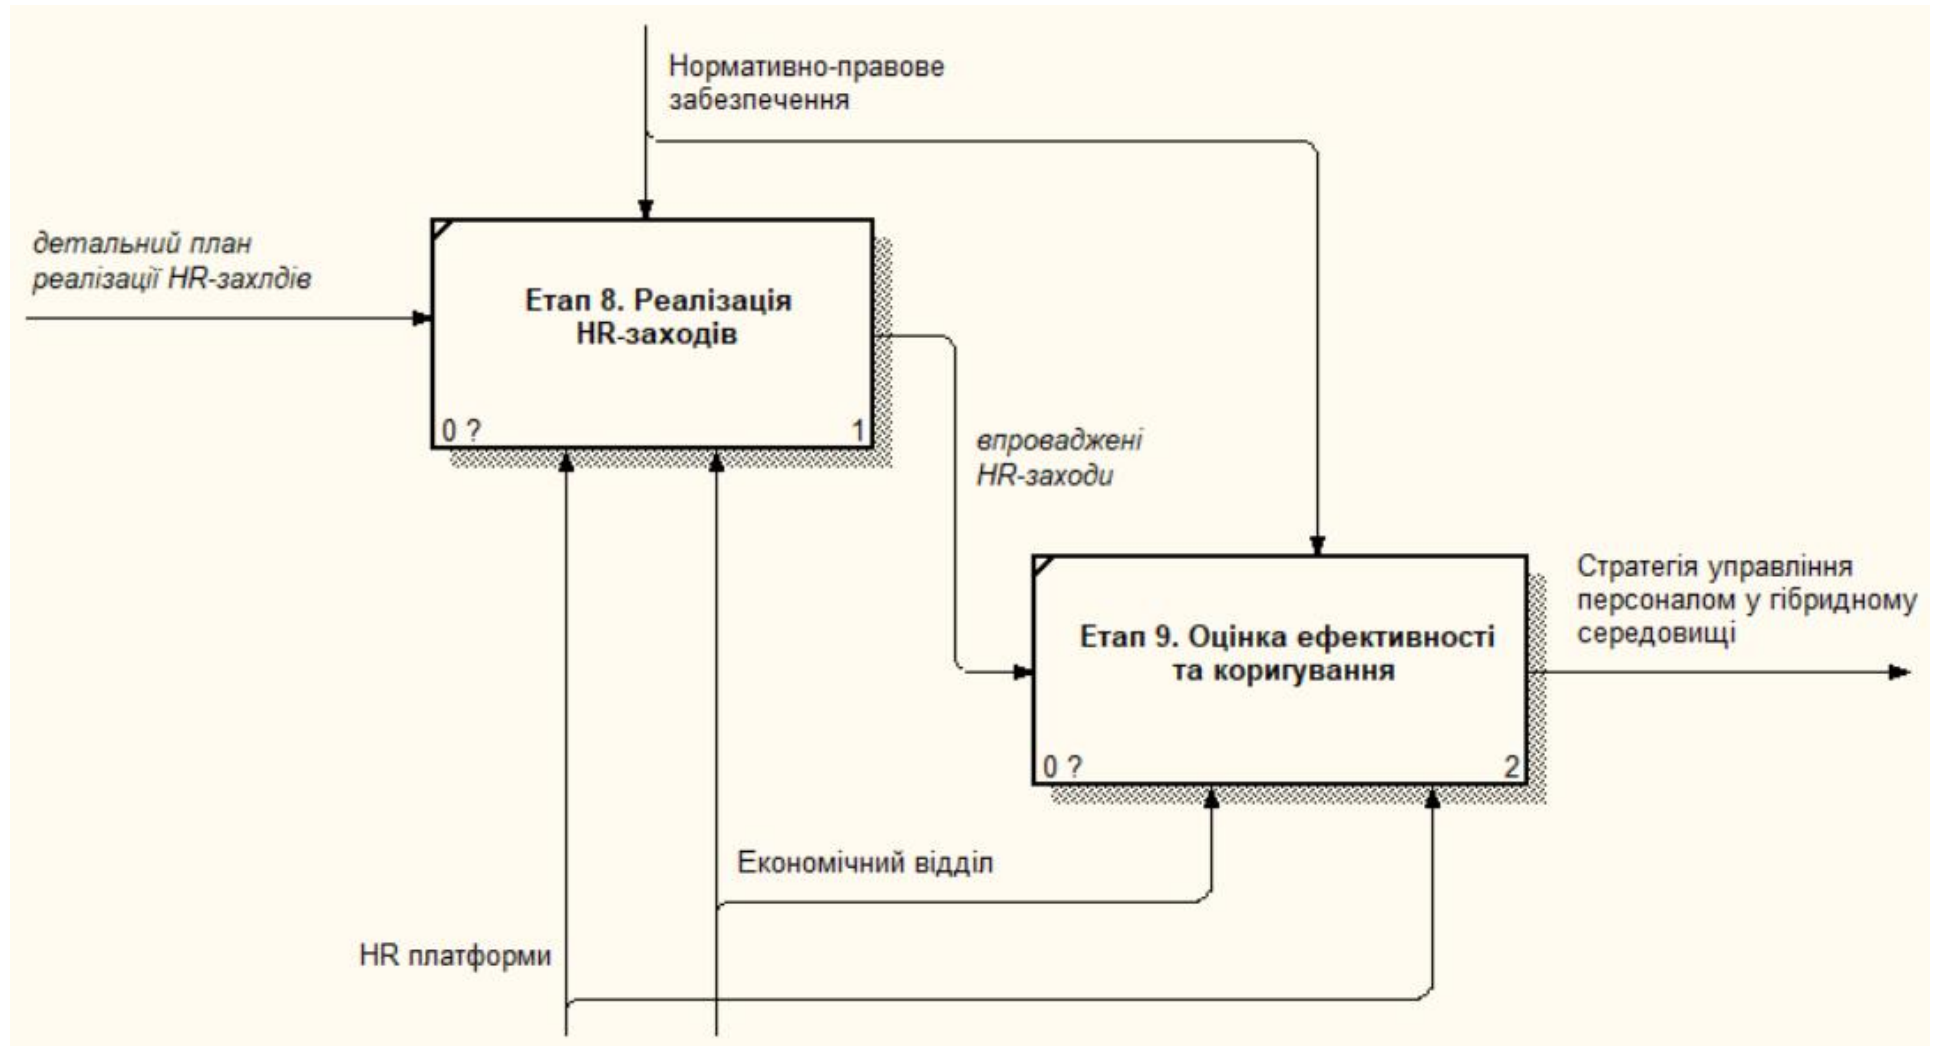 Нормативно-правове
забезпечення
детальний план
реалізації HR-захлдів
Етап 8. Реалізація
HR-заходів
0 ?
1
впроваджені
HR-заходи
Стратегія управління
персоналом у гібридному
середовищі
Етап 9. Оцінка ефективності
та коригування
0 ?
2
Економічний відділ
HR платформи